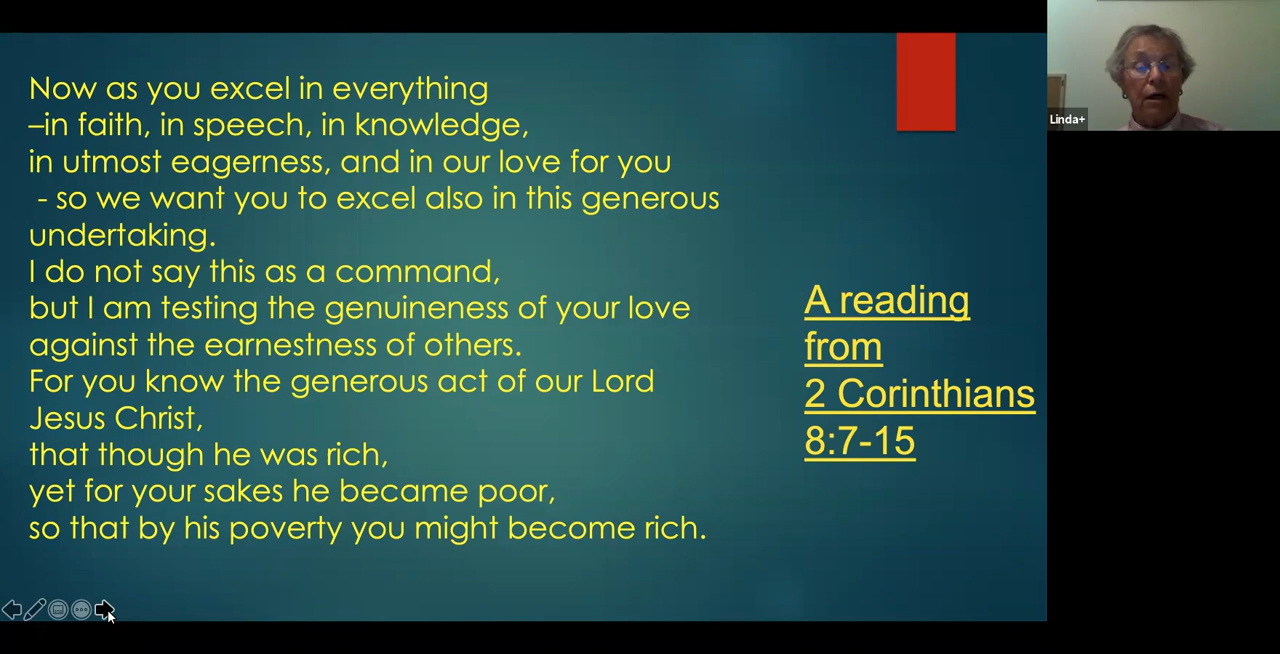 Now as you excel in everything
–in faith, in speech, in knowledge,
in utmost eagerness, and in our love for you
- so we want you to excel also in this generous
undertaking.
I do not say this as a command,
but I am testing the genuineness of your love
against the earnestness of others.
For you know the generous act of our Lord
Jesus Christ,
that though he was rich,
yet for your sakes he became poor,
so that by his poverty you might become rich.
A reading
from
2 Corinthians
8:7-15
Linda+